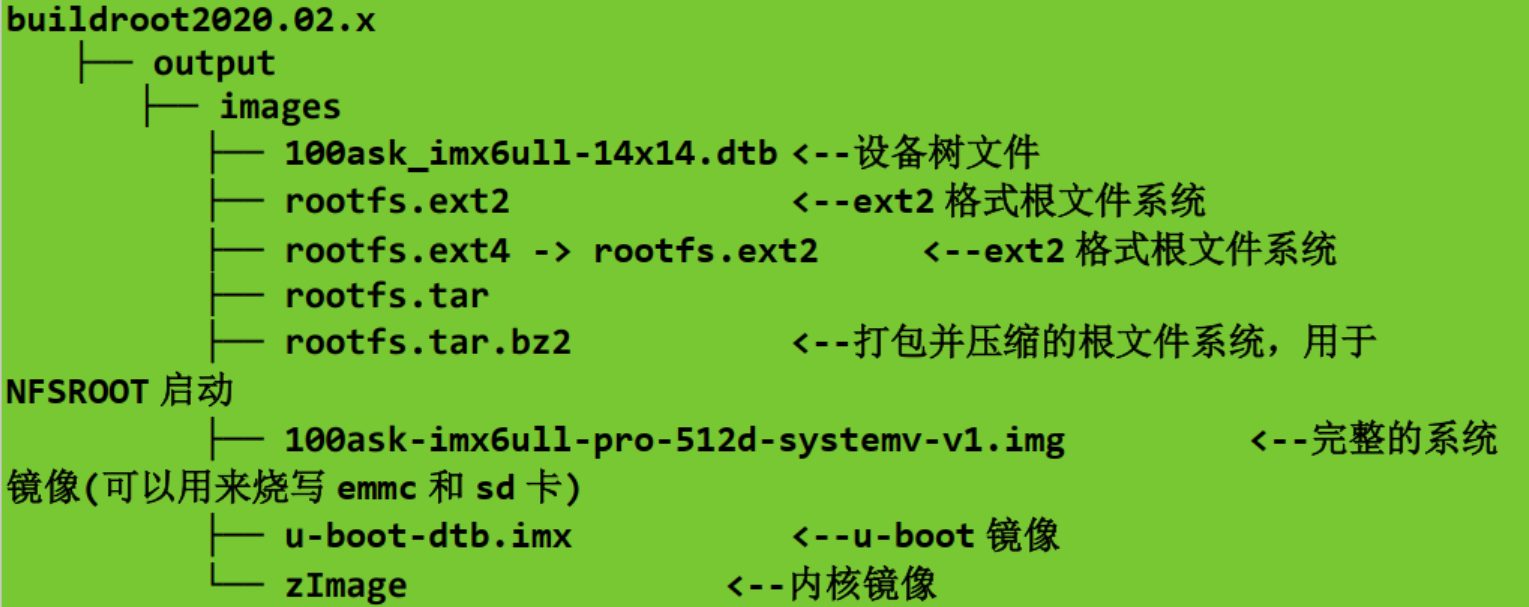 buildroot2020.02.x
├── output
├── images
├── 100ask_imx6ull-14x14.dtb <--设备树文件
├── rootfs.ext2 <--ext2 格式根文件系统
├── rootfs.ext4 -> rootfs.ext2 <--ext2 格式根文件系统
├── rootfs.tar
├── rootfs.tar.bz2 <--打包并压缩的根文件系统，用于
NFSROOT 启动
├── 100ask-imx6ull-pro-512d-systemv-v1.img <--完整的系统
镜像(可以用来烧写 emmc 和 sd 卡)
├── u-boot-dtb.imx <--u-boot 镜像
└── zImage <--内核镜像